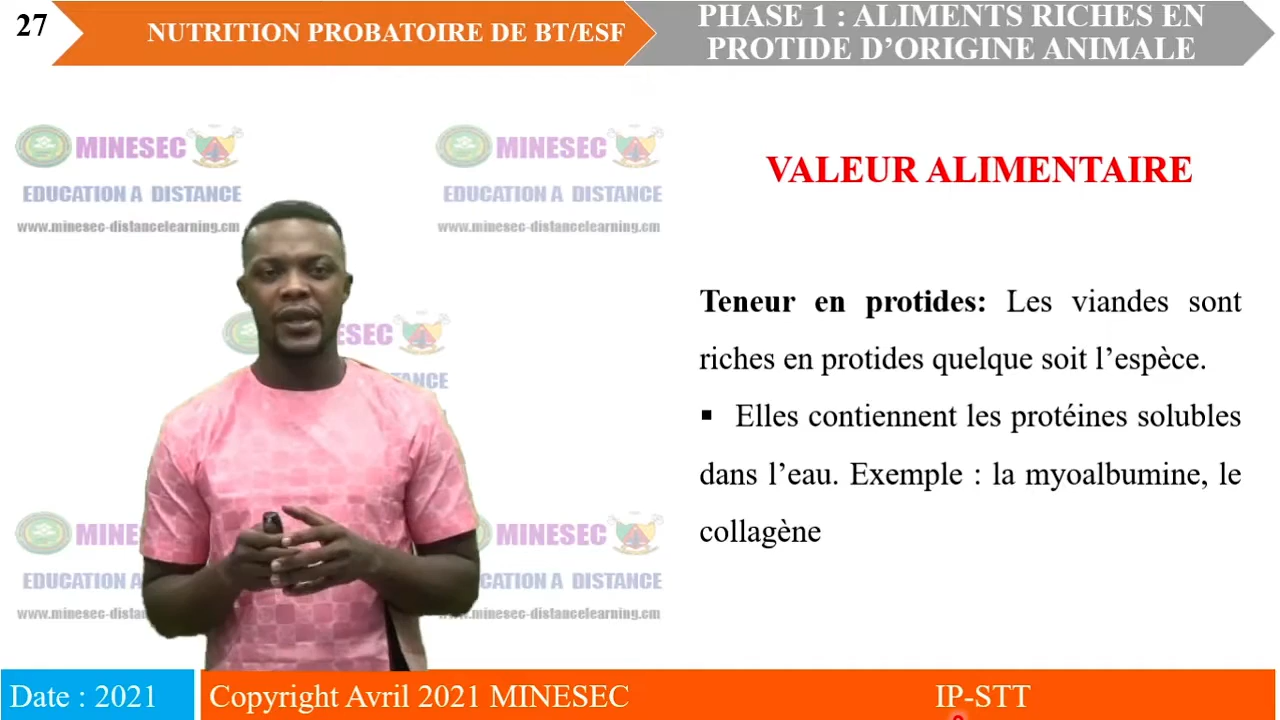 27
NUTRITION PROBATOIRE DE BT/ESF
PHASE 1 : ALIMENTS RICHES EN
PROTIDE D’ORIGINE ANIMALE
MINESEC
EDUCATION A DISTANCE
www.minesec-distancelearning.cm
MINESEC
EDUCATION A DISTANCE
www.minesec-distancelearning.cm
VALEUR ALIMENTAIRE
Teneur en protides: Les viandes sont
riches en protides quelque soit l’espèce.
▪ Elles contiennent les protéines solubles
dans l’eau. Exemple : la myoalbumine, le
collagène
MINESEC
EDUCATION A DISTANCE
www.minesec-distancelearning.cm
Date : 2021
Copyright Avril 2021 MINESEC
IP-STT